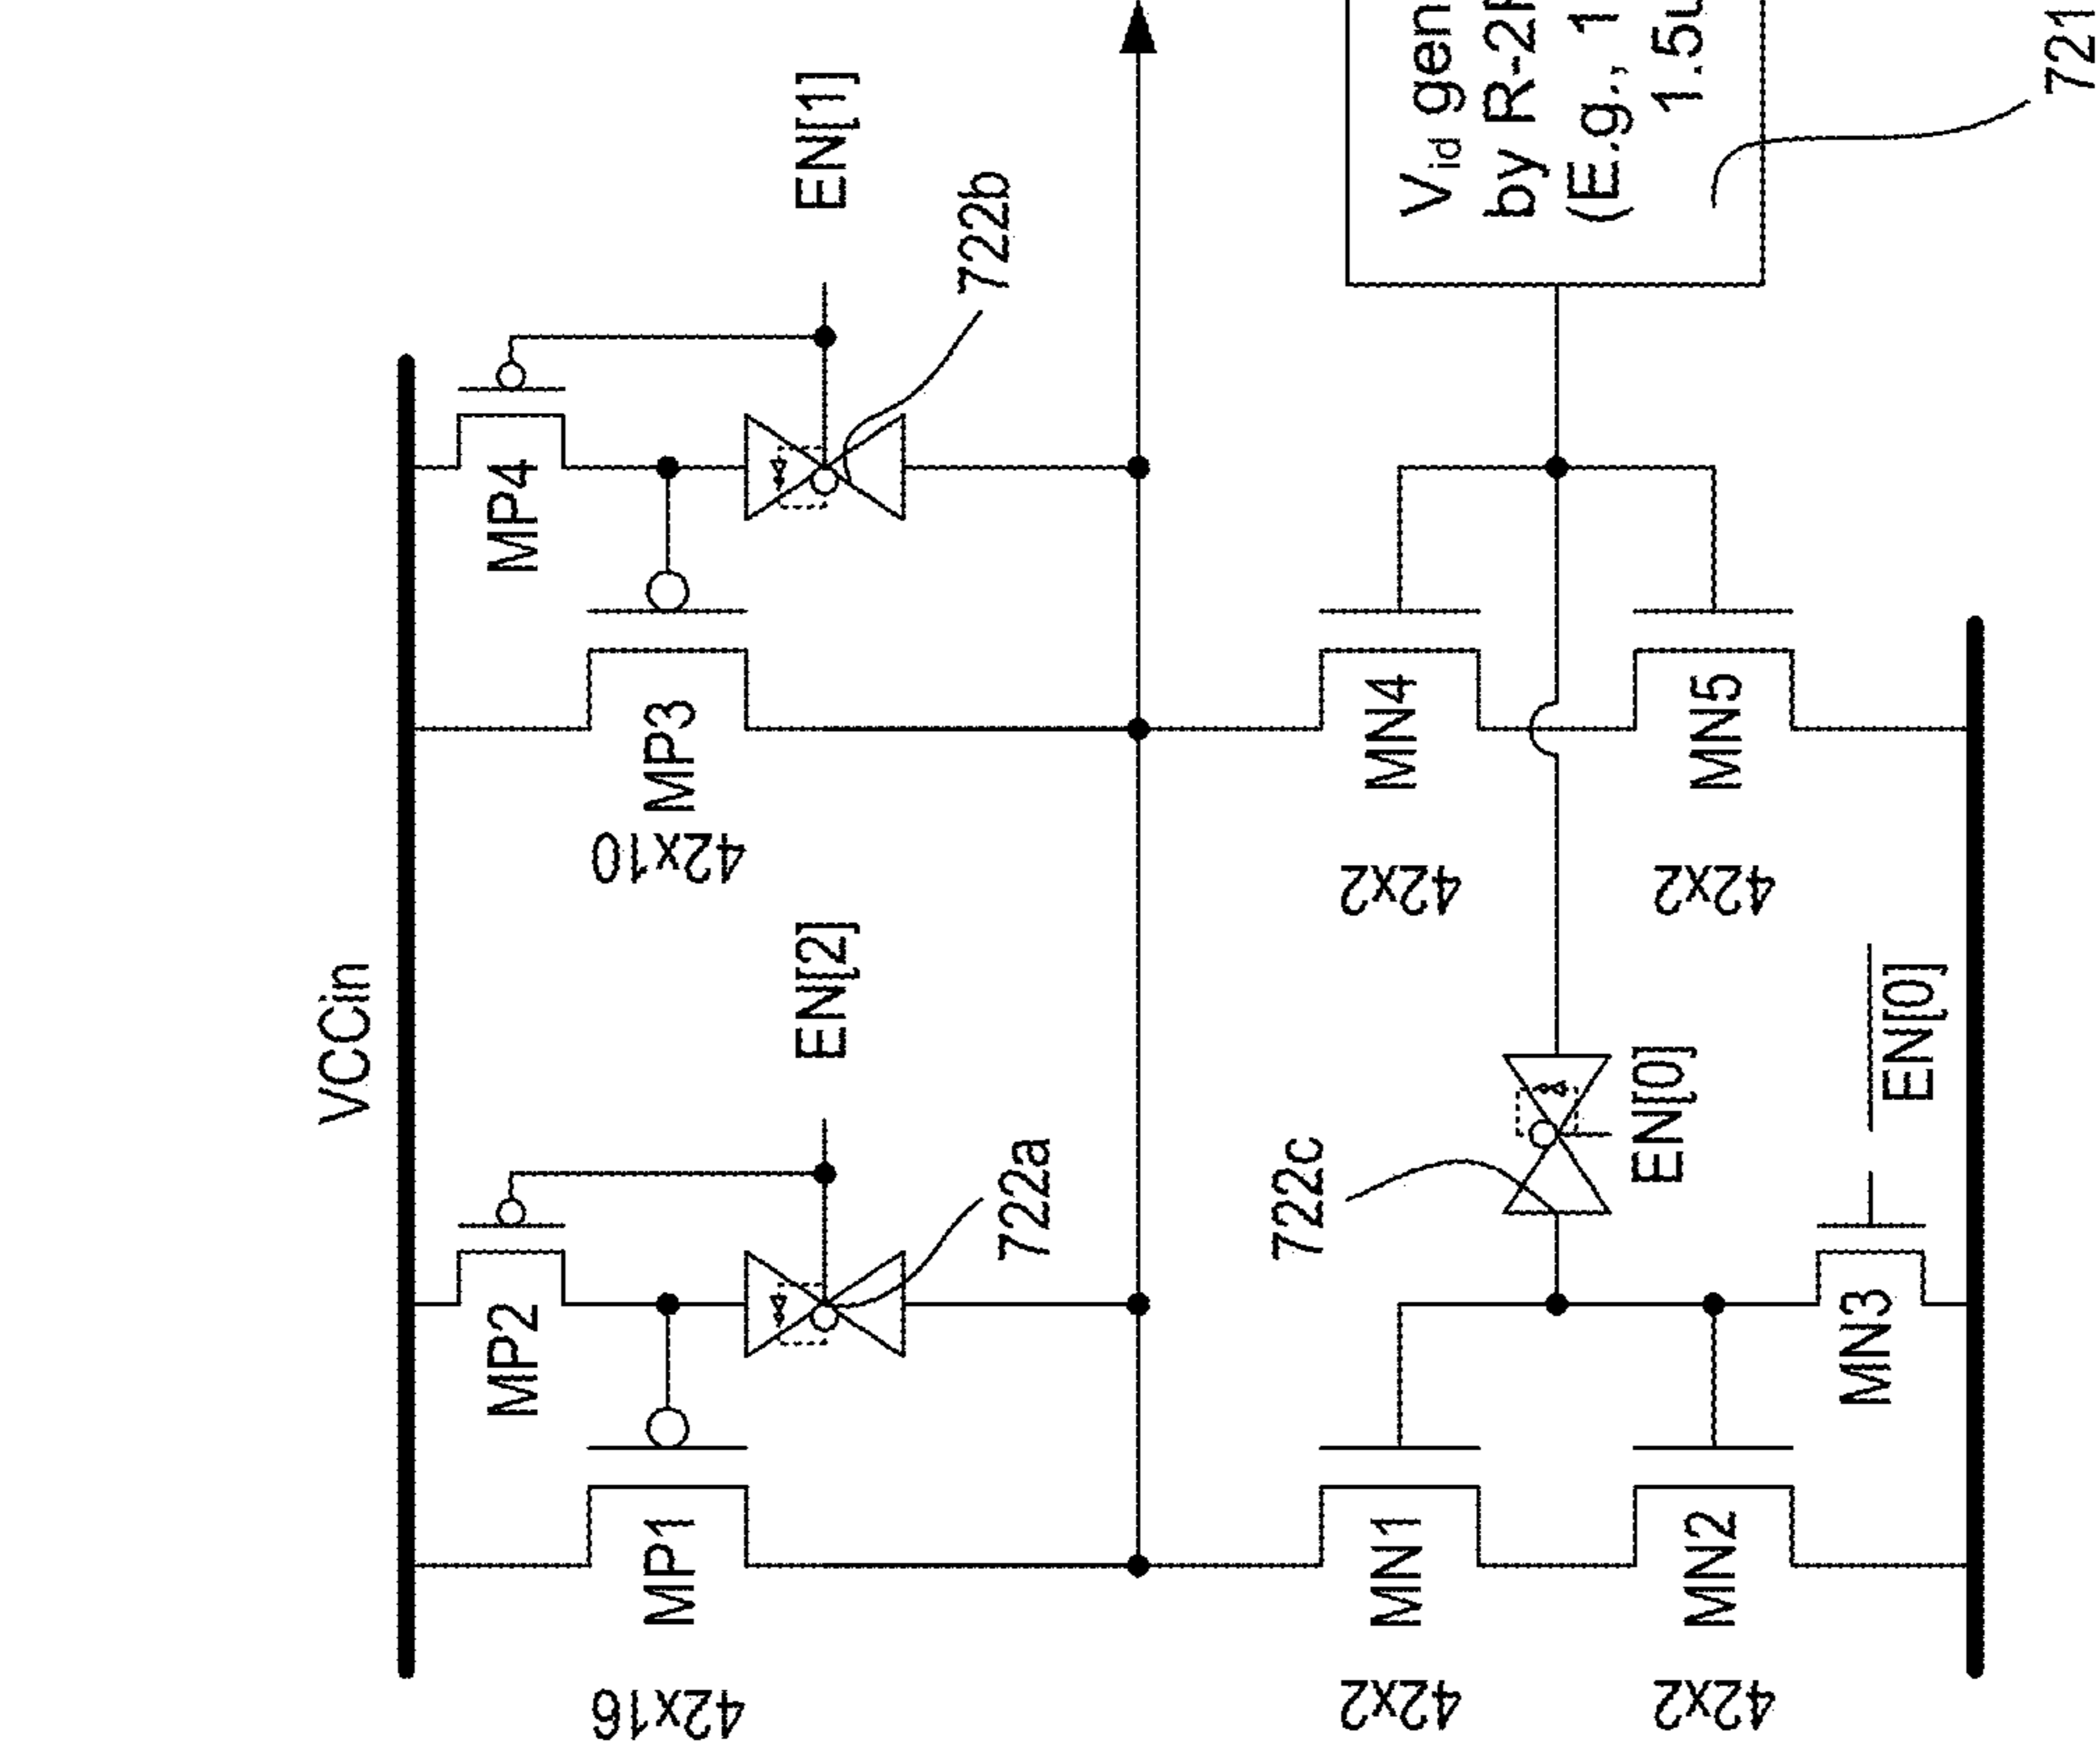 VCCin
MP2
MP4
MP1
42x16
MP3
42x10
EN[2]
EN[1]
722a
722b
722c
EN[0]
MN1
42x2
MN2
42x2
MN3
EN[0]
MN4
42x2
MN5
42x2
Vid gen
by R-2
(E.g., 1
1.5u
721